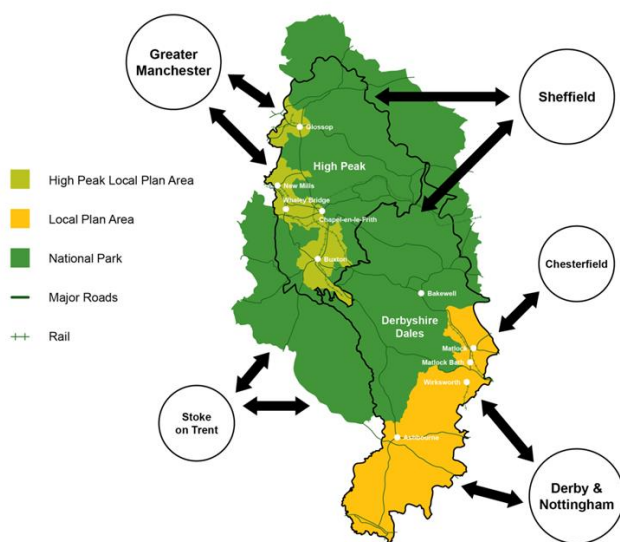 Greater
Manchester
Sheffield
Glossop
High Peak
High Peak Local Plan Area
New Mills
Whaley Bridge
Local Plan Area
Chapel-en-le-Frith
National Park
Buxton
Chesterfield
Major Roads
Bakewell
Rail
Derbyshire
Dales
Matlock
Matlock Bath
Wirksworth
Stoke
on Trent
Ashbourne
Derby &
Nottingham